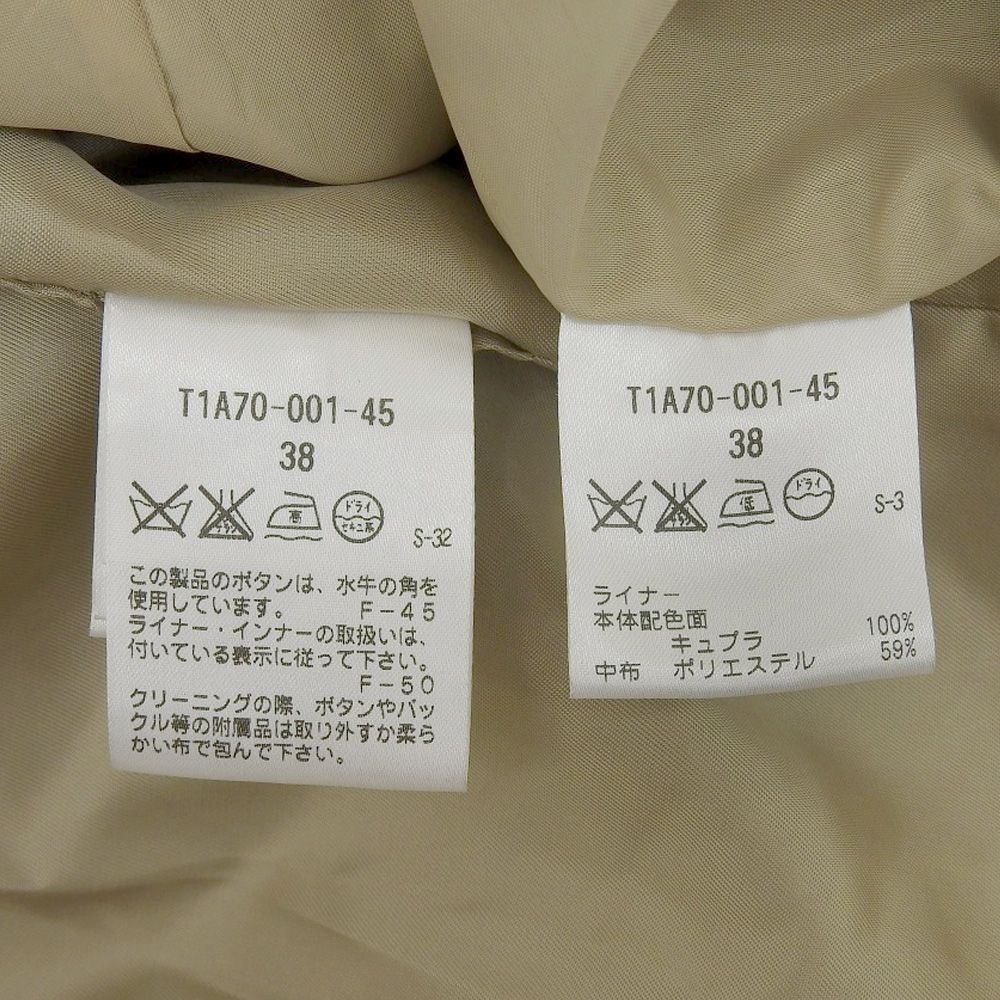 T1A70-001-45
38
高
ドライ
セキユ系
S-32
この製品のボタンは、水牛の角を
使用しています。 F-45
ライナー・インナーの取扱いは、
付いている表示に従って下さい。
F-50
クリーニングの際、ボタンやバッ
クル等の附属品は取り外すか柔ら
かい布で包んで下さい。
T1A70-001-45
38
低
ドライ
S-3
ライナー
本体配色面
キュプラ 100%
中布 ポリエステル 59%